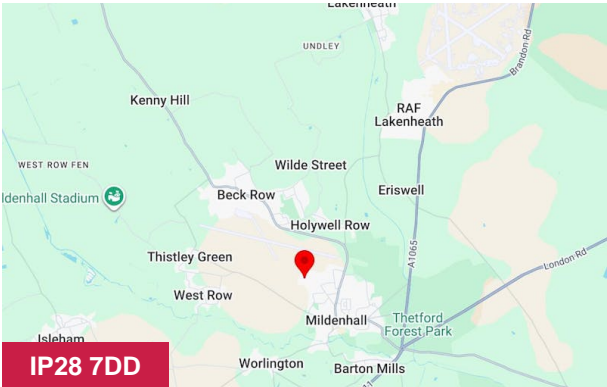 Lakenheath
UNDLEY
Brandon Rd
Kenny Hill
RAF
Lakenheath
WEST ROW FEN
Wilde Street
Eriswell
ldenhall Stadium
Beck Row
Holywell Row
A1065
London Rd
Thistley Green
West Row
Mildenhall
Thetford
Forest Park
Isleham
IP28 7DD
Worlington
Barton Mills
11